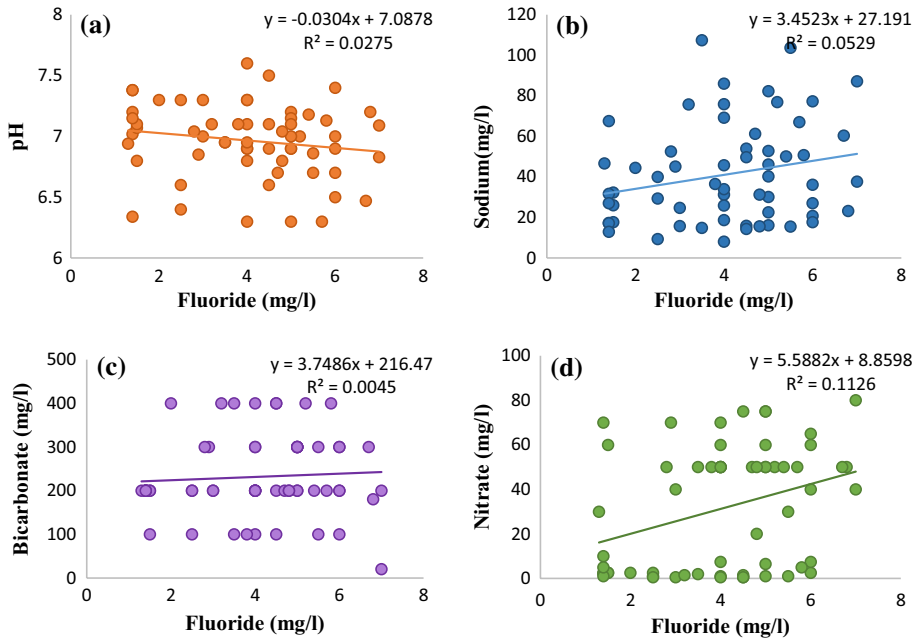 (a)
y = -0.0304x + 7.0878
R² = 0.0275
8
7.5
7
6.5
6
pH
0 2 4 6 8
Fluoride (mg/l)
(b)
y = 3.4523x + 27.191
R² = 0.0529
120
100
80
60
40
20
0
Sodium(mg/l)
0 2 4 6 8
Fluoride (mg/l)
(c)
y = 3.7486x + 216.47
R² = 0.0045
500
400
300
200
100
0
Bicarbonate (mg/l)
0 2 4 6 8
Fluoride (mg/l)
(d)
y = 5.5882x + 8.8598
R² = 0.1126
100
80
60
40
20
0
Nitrate (mg/l)
0 2 4 6 8
Fluoride (mg/l)